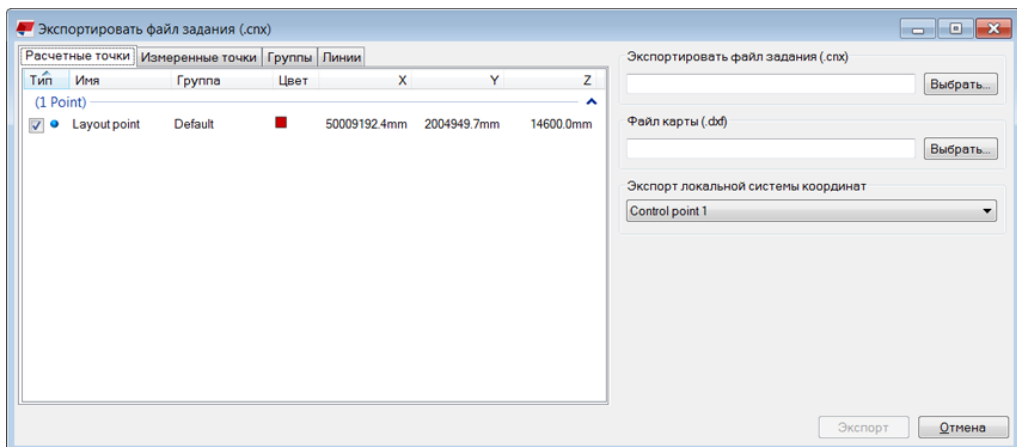 Экспортировать файл задания (.cnx)
Расчетные точки Измеренные точки Группы Линии
Тип Имя Группа Цвет X Y Z
(1 Point)
Layout point Default 50009192.4mm 2004949.7mm 14600.0mm
Экспортировать файл задания (.cnx)
Выбрать...
Файл карты (.dxf)
Выбрать...
Экспорт локальной системы координат
Control point 1
Экспорт Отмена